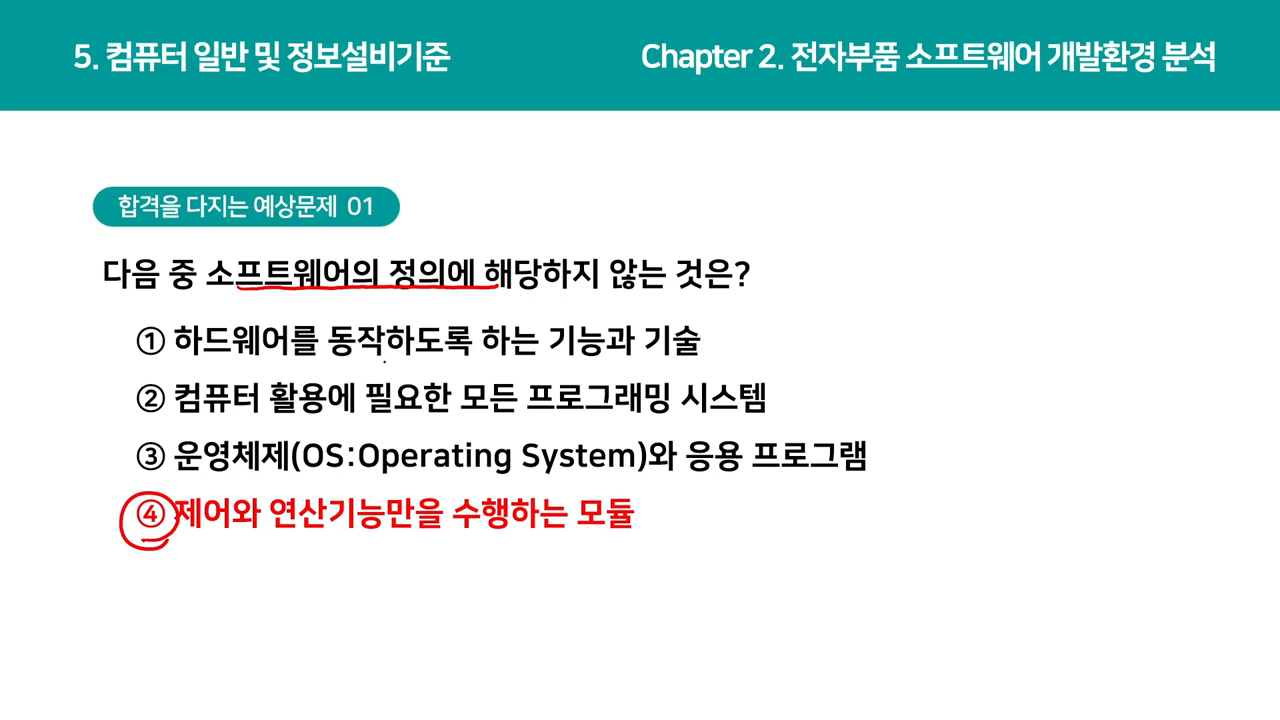 5. 컴퓨터 일반 및 정보설비기준
Chapter 2. 전자부품 소프트웨어 개발환경 분석
합격을 다지는 예상문제 01
다음 중 소프트웨어의 정의에 해당하지 않는 것은?
① 하드웨어를 동작하도록 하는 기능과 기술
② 컴퓨터 활용에 필요한 모든 프로그래밍 시스템
③ 운영체제(OS:Operating System)와 응용 프로그램
④ 제어와 연산기능만을 수행하는 모듈